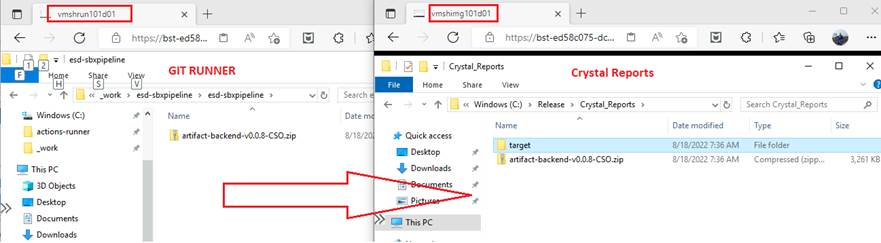 vmshrun101d01
https://bst-ed58...
esd-sbxpipeline
GIT RUNNER
F
1
2
Home
Share
View
H
S
V
_work
esd-sbxpipeline
esd-sbxpipeline
Windows (C:)
actions-runner
_work
This PC
3D Objects
Desktop
Documents
Downloads
Name
Date modified
artifact-backend-v0.0.8-CSO.zip
8/18/2022 7:36 A
vmshimg101d01
https://bst-ed58c075-dc...
Crystal_Reports
Crystal Reports
File
Home
Share
View
Windows (C:)
Release
Crystal_Reports
Search Crystal_Reports
Quick access
Desktop
Downloads
Documents
Pictures
This PC
Name
Date modified
Type
Size
target
8/18/2022 7:36 AM
File folder
artifact-backend-v0.0.8-CSO.zip
8/18/2022 7:36 AM
Compressed (zipp...
3,261 KB